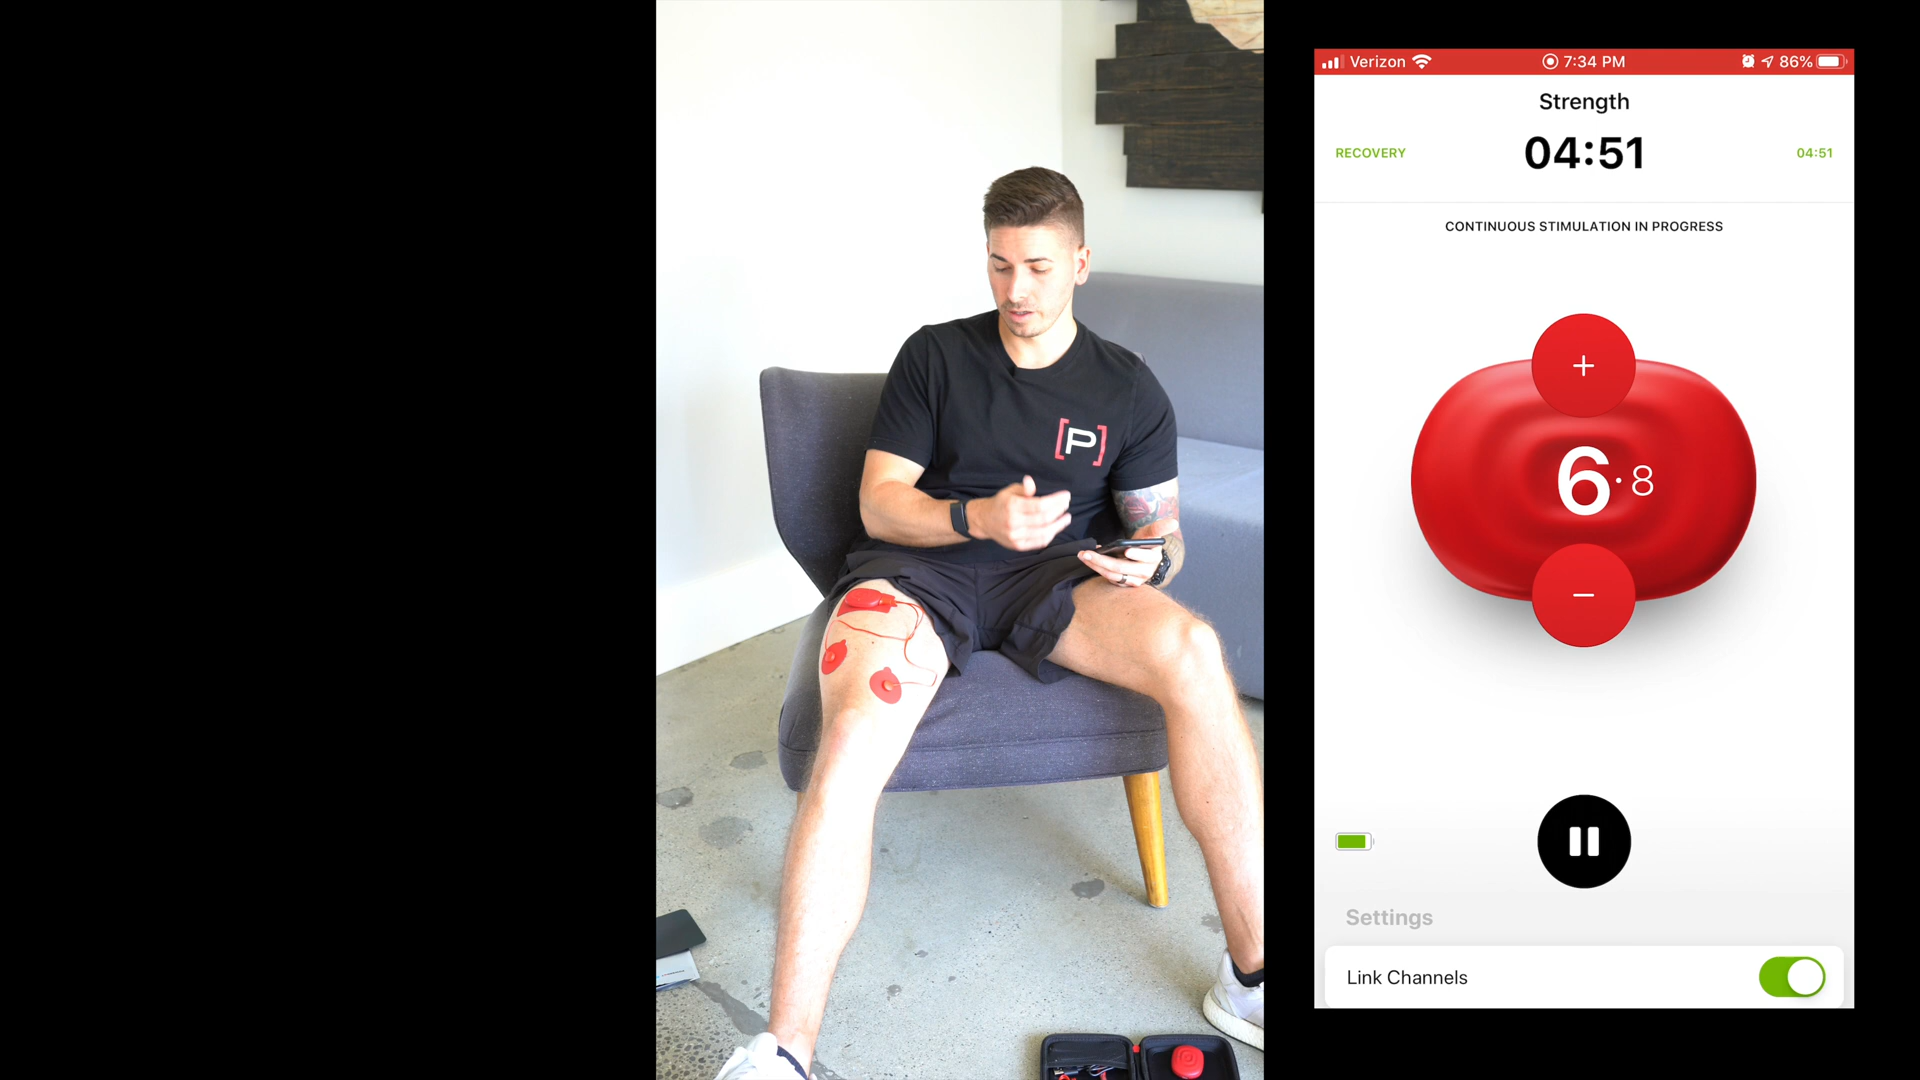 [P]
Verizon 7:34 PM 86%
Strength
RECOVERY 04:51 04:51
CONTINUOUS STIMULATION IN PROGRESS
+
6.8
−
Settings
Link Channels